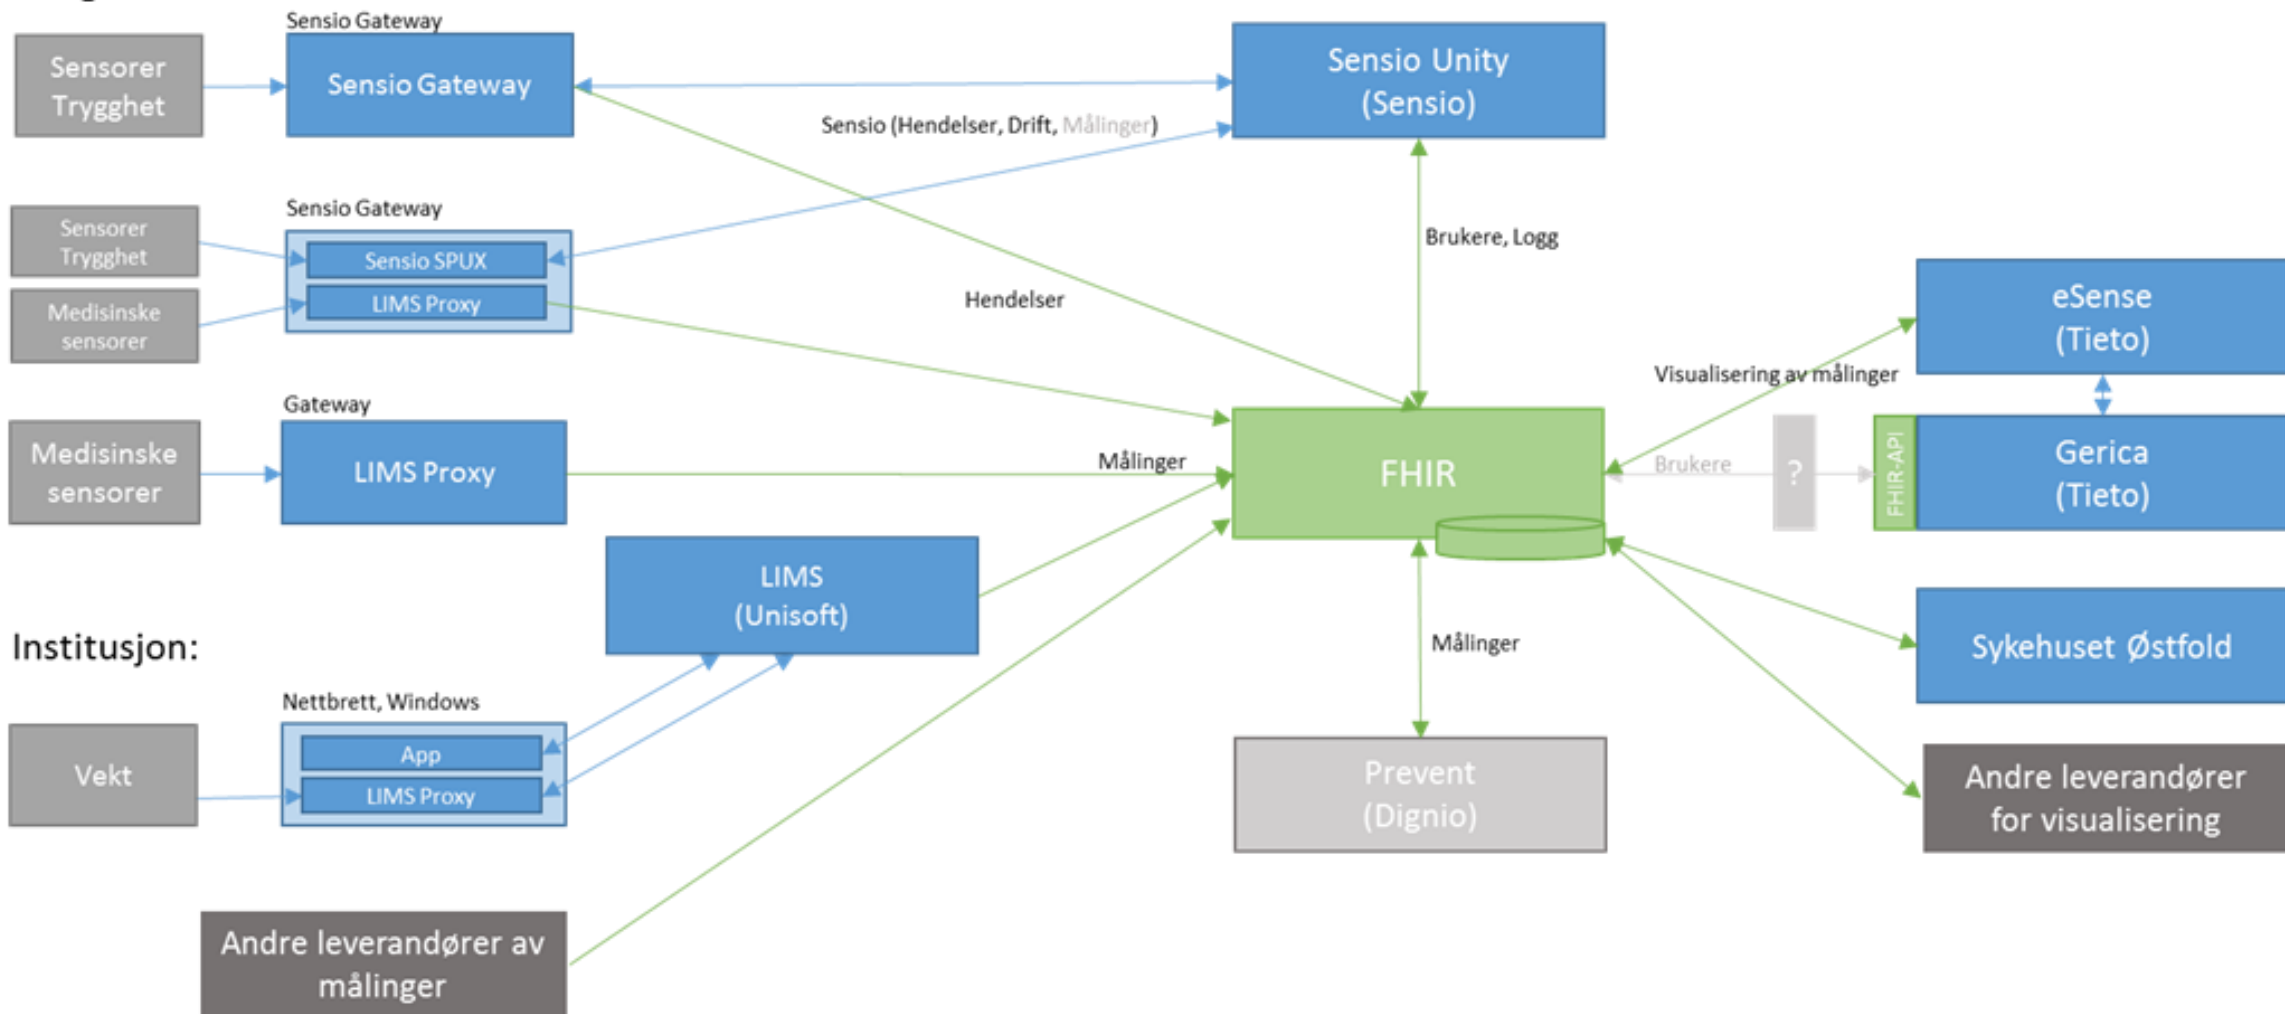 Sensio Gateway
Sensorer
Trygghet
Sensio Gateway
Sensio Unity
(Sensio)
Sensio (Hendelser, Drift, Målinger)
Sensio Gateway
Sensorer
Trygghet
Sensio SPUX
LIMS Proxy
Medisinske
sensorer
Brukere, Logg
Hendelser
eSense
(Tieto)
Visualisering av målinger
Gateway
Medisinske
sensorer
LIMS Proxy
Målinger
FHIR
Brukere
?
FHIR-API
Gerica
(Tieto)
LIMS
(Unisoft)
Institusjon:
Målinger
Sykehuset Østfold
Nettbrett, Windows
Vekt
App
LIMS Proxy
Prevent
(Dignio)
Andre leverandører
for visualisering
Andre leverandører av
målinger